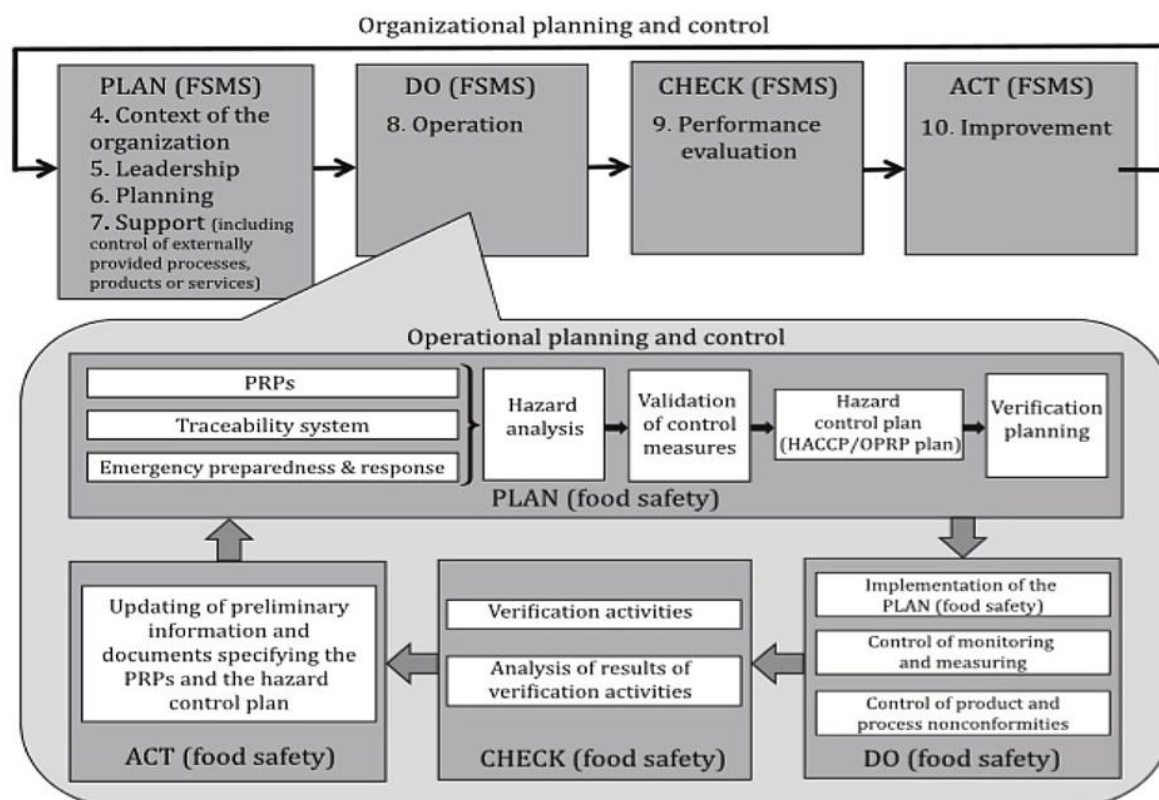 Organizational planning and control
PLAN (FSMS)
4. Context of the
organization
5. Leadership
6. Planning
7. Support (including
control of externally
provided processes,
products or services)
DO (FSMS)
8. Operation
CHECK (FSMS)
9. Performance
evaluation
ACT (FSMS)
10. Improvement
Operational planning and control
PRPs
Traceability system
Emergency preparedness & response
Hazard
analysis
Validation
of control
measures
Hazard
control plan
(HACCP/OPRP plan)
Verification
planning
PLAN (food safety)
Implementation of the
PLAN (food safety)
Control of monitoring
and measuring
Control of product and
process nonconformities
DO (food safety)
Verification activities
Analysis of results of
verification activities
CHECK (food safety)
Updating of preliminary
information and
documents specifying the
PRPs and the hazard
control plan
ACT (food safety)